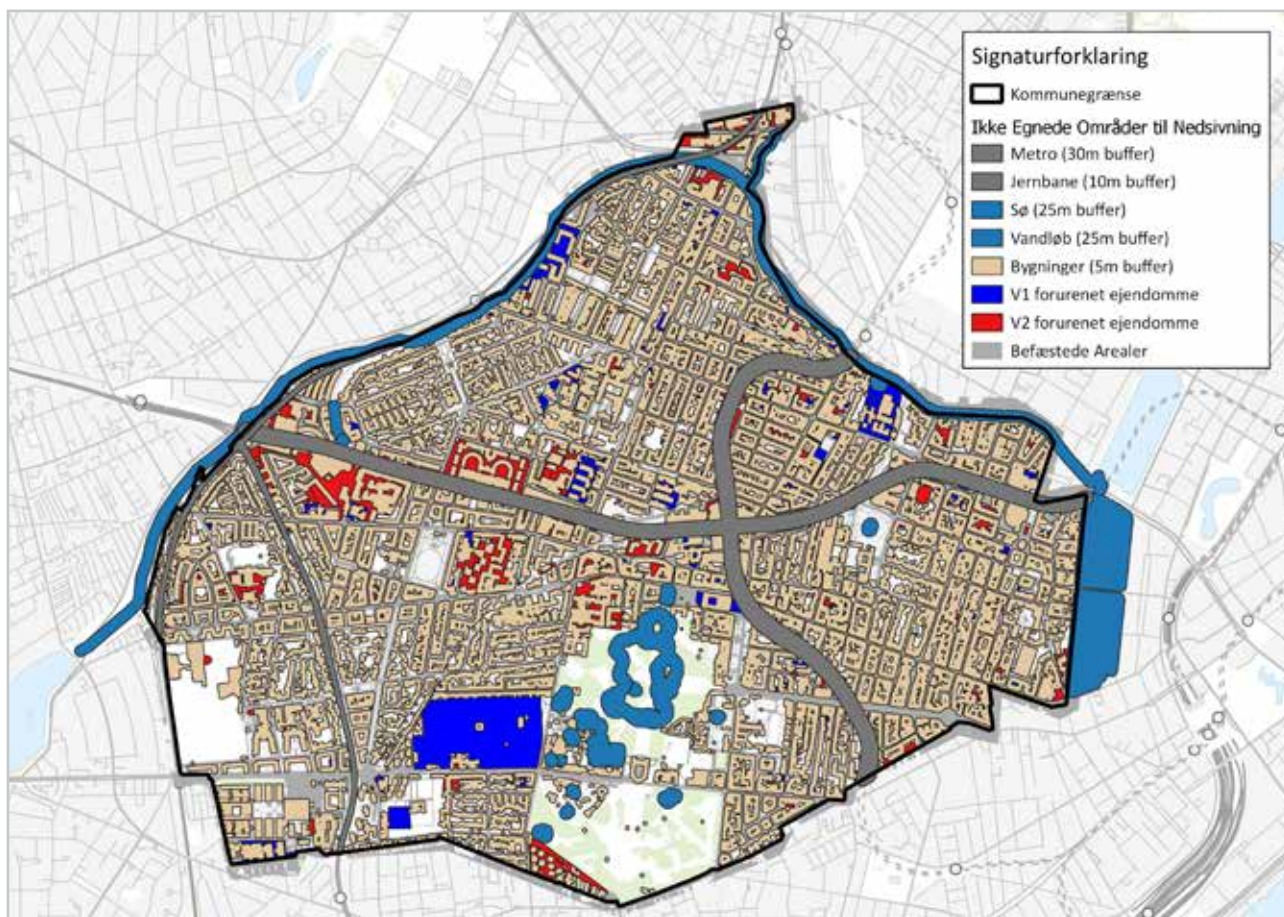 Signaturforklaring
Kommunegrænse
Ikke Egnede Områder til Nedsivning
Metro (30m buffer)
Jernbane (10m buffer)
Sø (25m buffer)
Vandløb (25m buffer)
Bygninger (5m buffer)
V1 forurenet ejendomme
V2 forurenet ejendomme
Befæstede Arealer